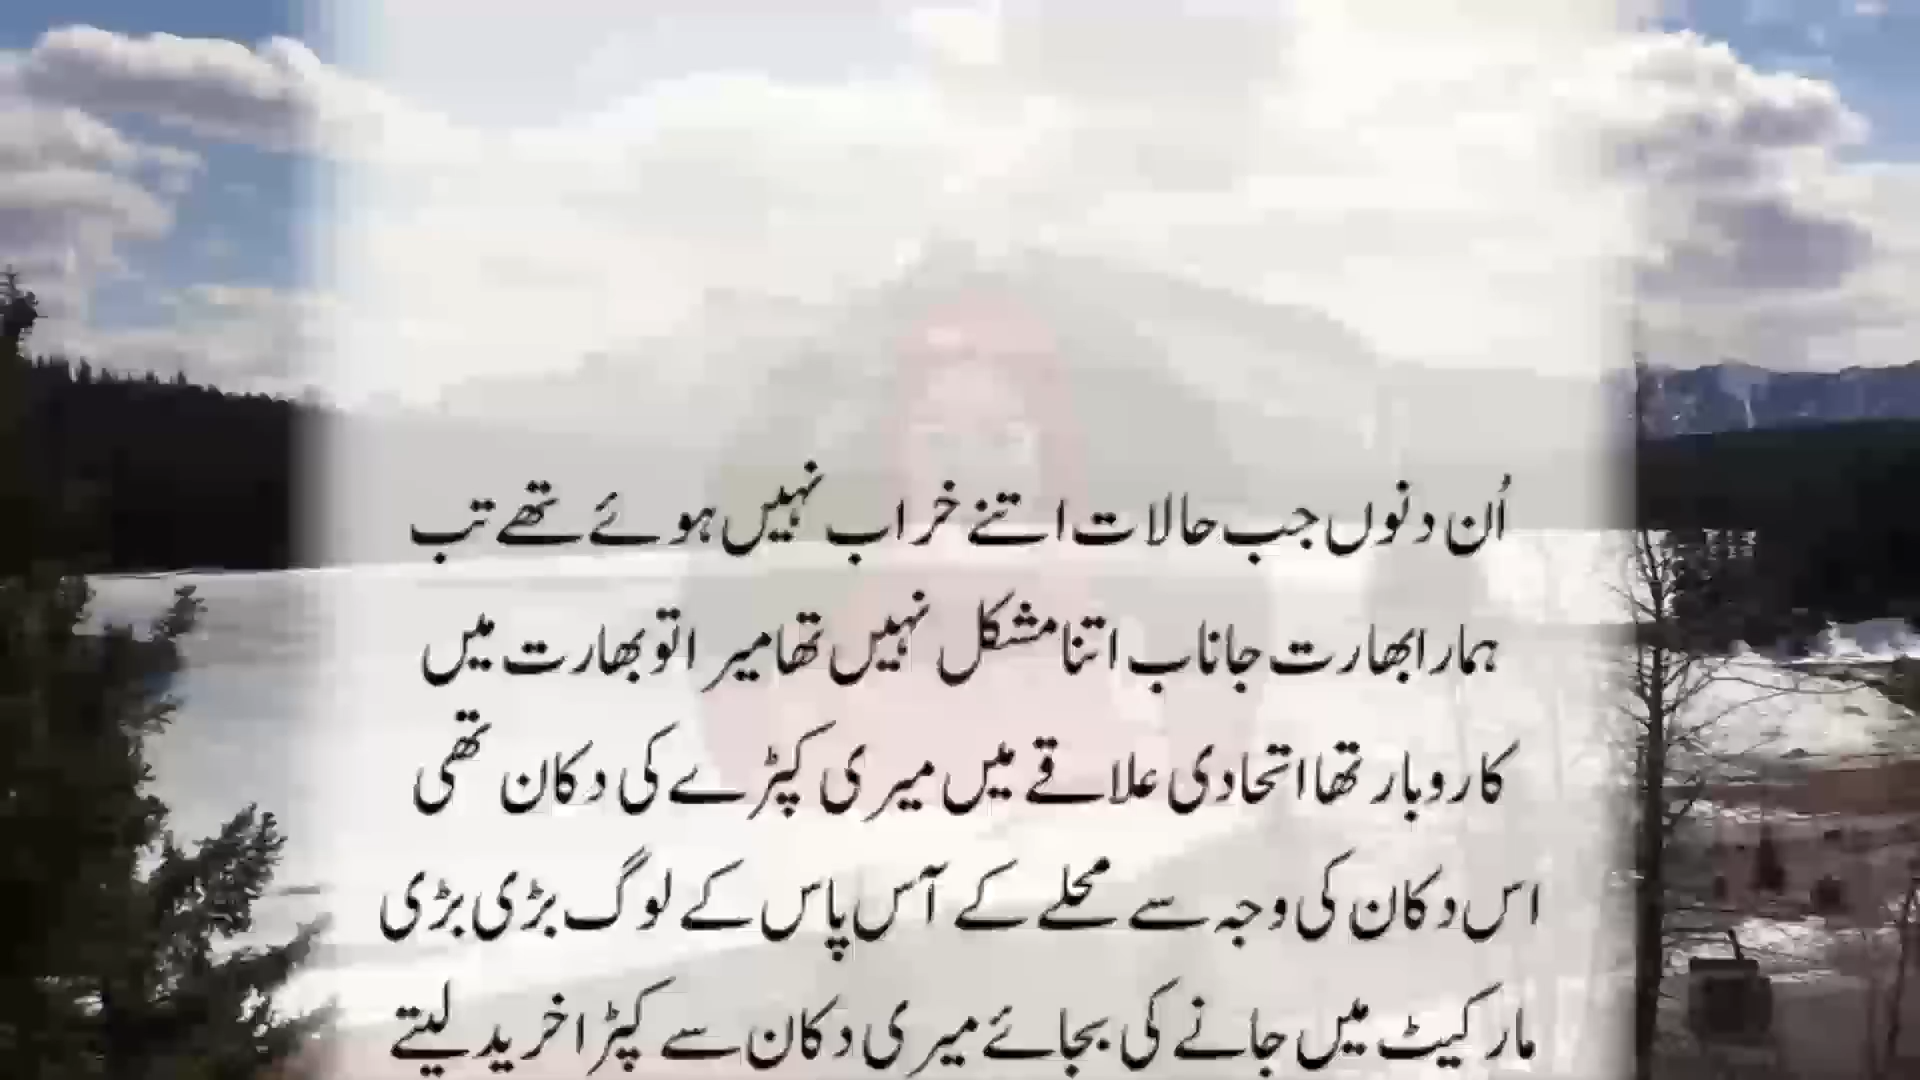 اُن دنوں جب حالات اتنے خراب نہیں ہوئے تھے تب
ہمارا بھارت جانا اب اتنا مشکل نہیں تھا میرا تو بھارت میں
کاروبار تھا اتحادی علاقے میں میری کپڑے کی دکان تھی
اس دکان کی وجہ سے محلے کے آس پاس کے لوگ بڑی بڑی
مارکیٹ میں جانے کی بجائے میری دکان سے کپڑا خرید لیتے